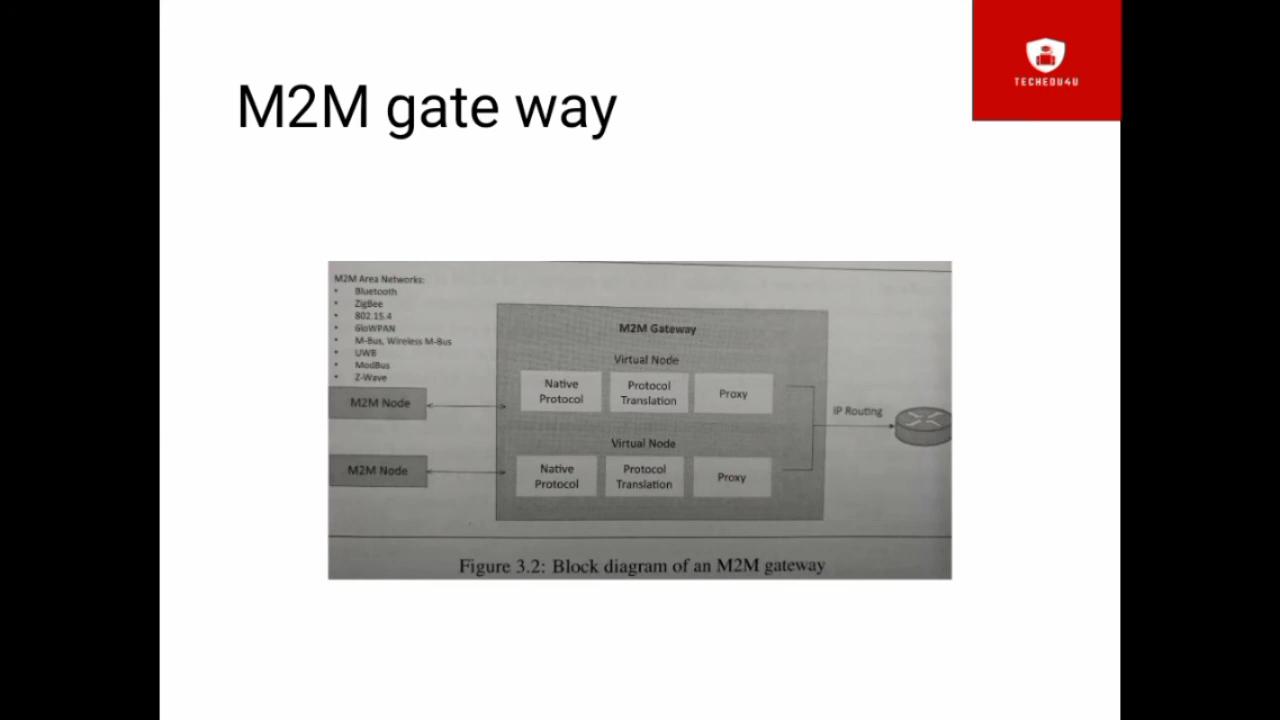 M2M gate way
TECHEDU4U
M2M Area Networks:
• Bluetooth
• ZigBee
• 802.15.4
• 6loWPAN
• M-Bus, Wireless M-Bus
• UWB
• ModBus
• Z-Wave
M2M Node
M2M Node
M2M Gateway
Virtual Node
Native
Protocol
Protocol
Translation
Proxy
Virtual Node
Native
Protocol
Protocol
Translation
Proxy
IP Routing
Figure 3.2: Block diagram of an M2M gateway